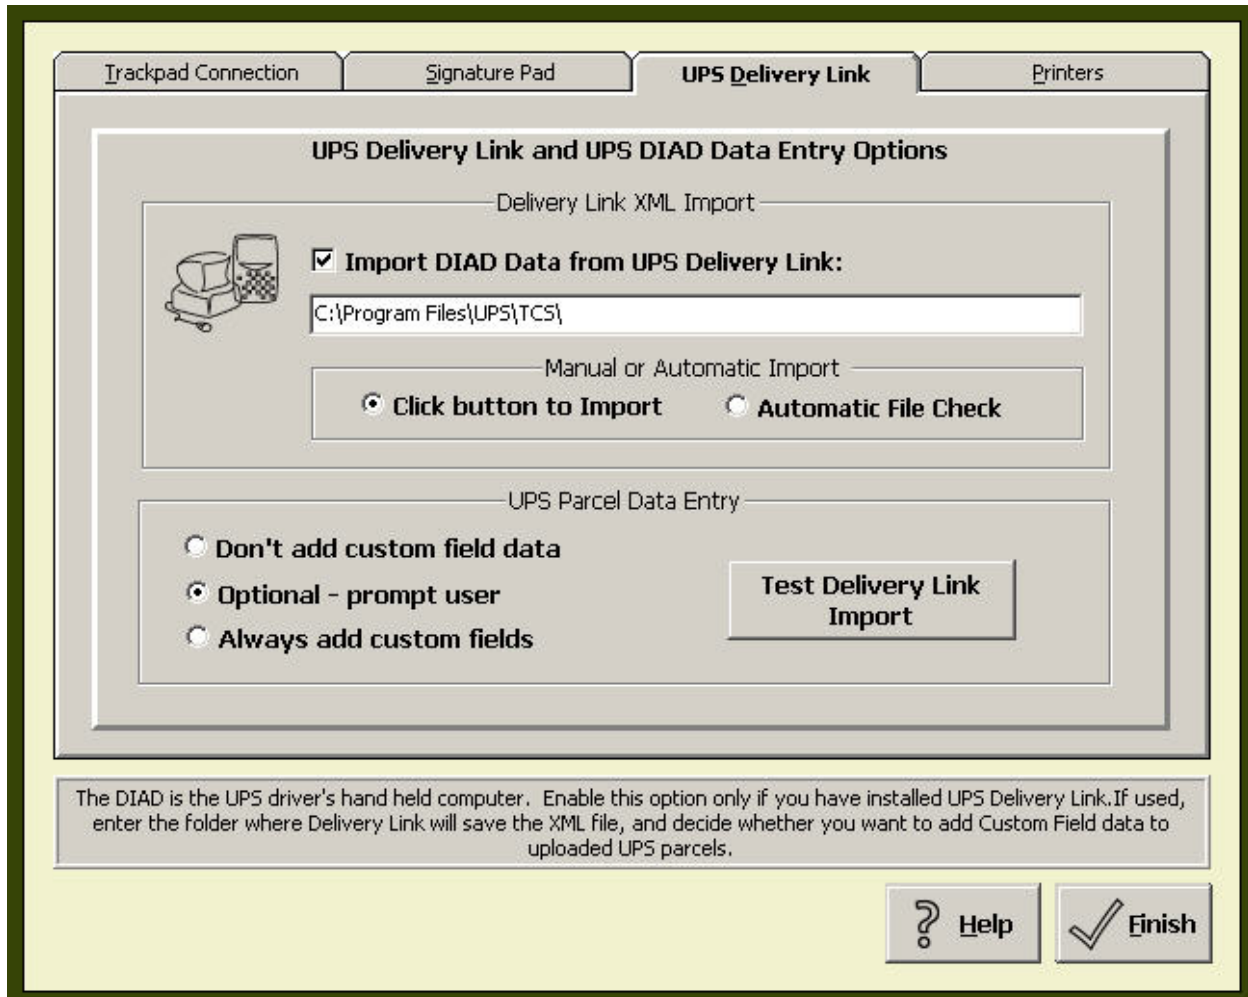 Trackpad Connection
Signature Pad
UPS Delivery Link
Printers
UPS Delivery Link and UPS DIAD Data Entry Options
Delivery Link XML Import
Import DIAD Data from UPS Delivery Link:
C:\Program Files\UPS\TCS\
Manual or Automatic Import
Click button to Import
Automatic File Check
UPS Parcel Data Entry
Don't add custom field data
Optional - prompt user
Always add custom fields
Test Delivery Link
Import
The DIAD is the UPS driver's hand held computer.  Enable this option only if you have installed UPS Delivery Link.If used,
enter the folder where Delivery Link will save the XML file, and decide whether you want to add Custom Field data to
uploaded UPS parcels.
Help
Finish